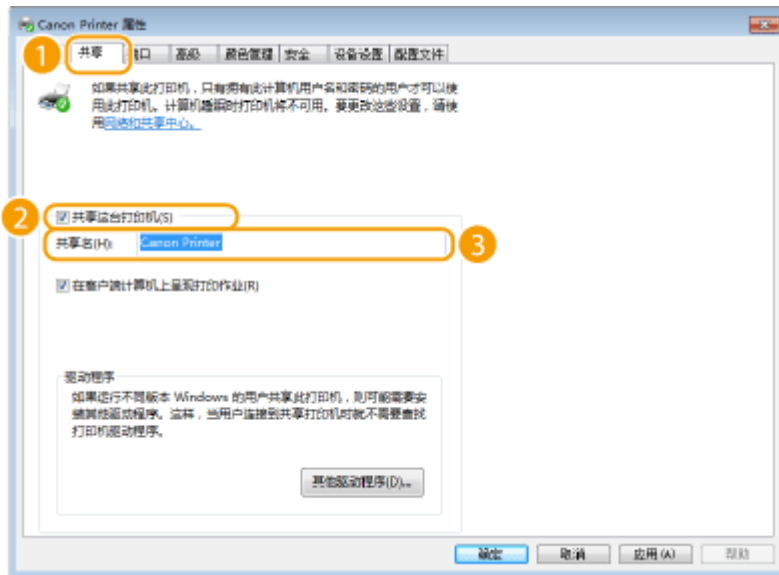 Canon Printer 属性
1
共享 端口 高级 颜色管理 安全 设备设置 配置文件
如果共享此打印机，只有拥有此计算机用户名和密码的用户才可以使
用此打印机。计算机睡眠时打印机将不可用。要更改这些设置，请使
用网络和共享中心。
2
共享这台打印机(S)
共享名(H): Canon Printer
3
在客户端计算机上呈现打印作业(R)
驱动程序
如果运行不同版本 Windows 的用户共享此打印机，则可能需要安
装其他驱动程序。这样，当用户连接到共享打印机时就不需要查找
打印机驱动程序。
其他驱动程序(D)...
确定 取消 应用(A) 帮助